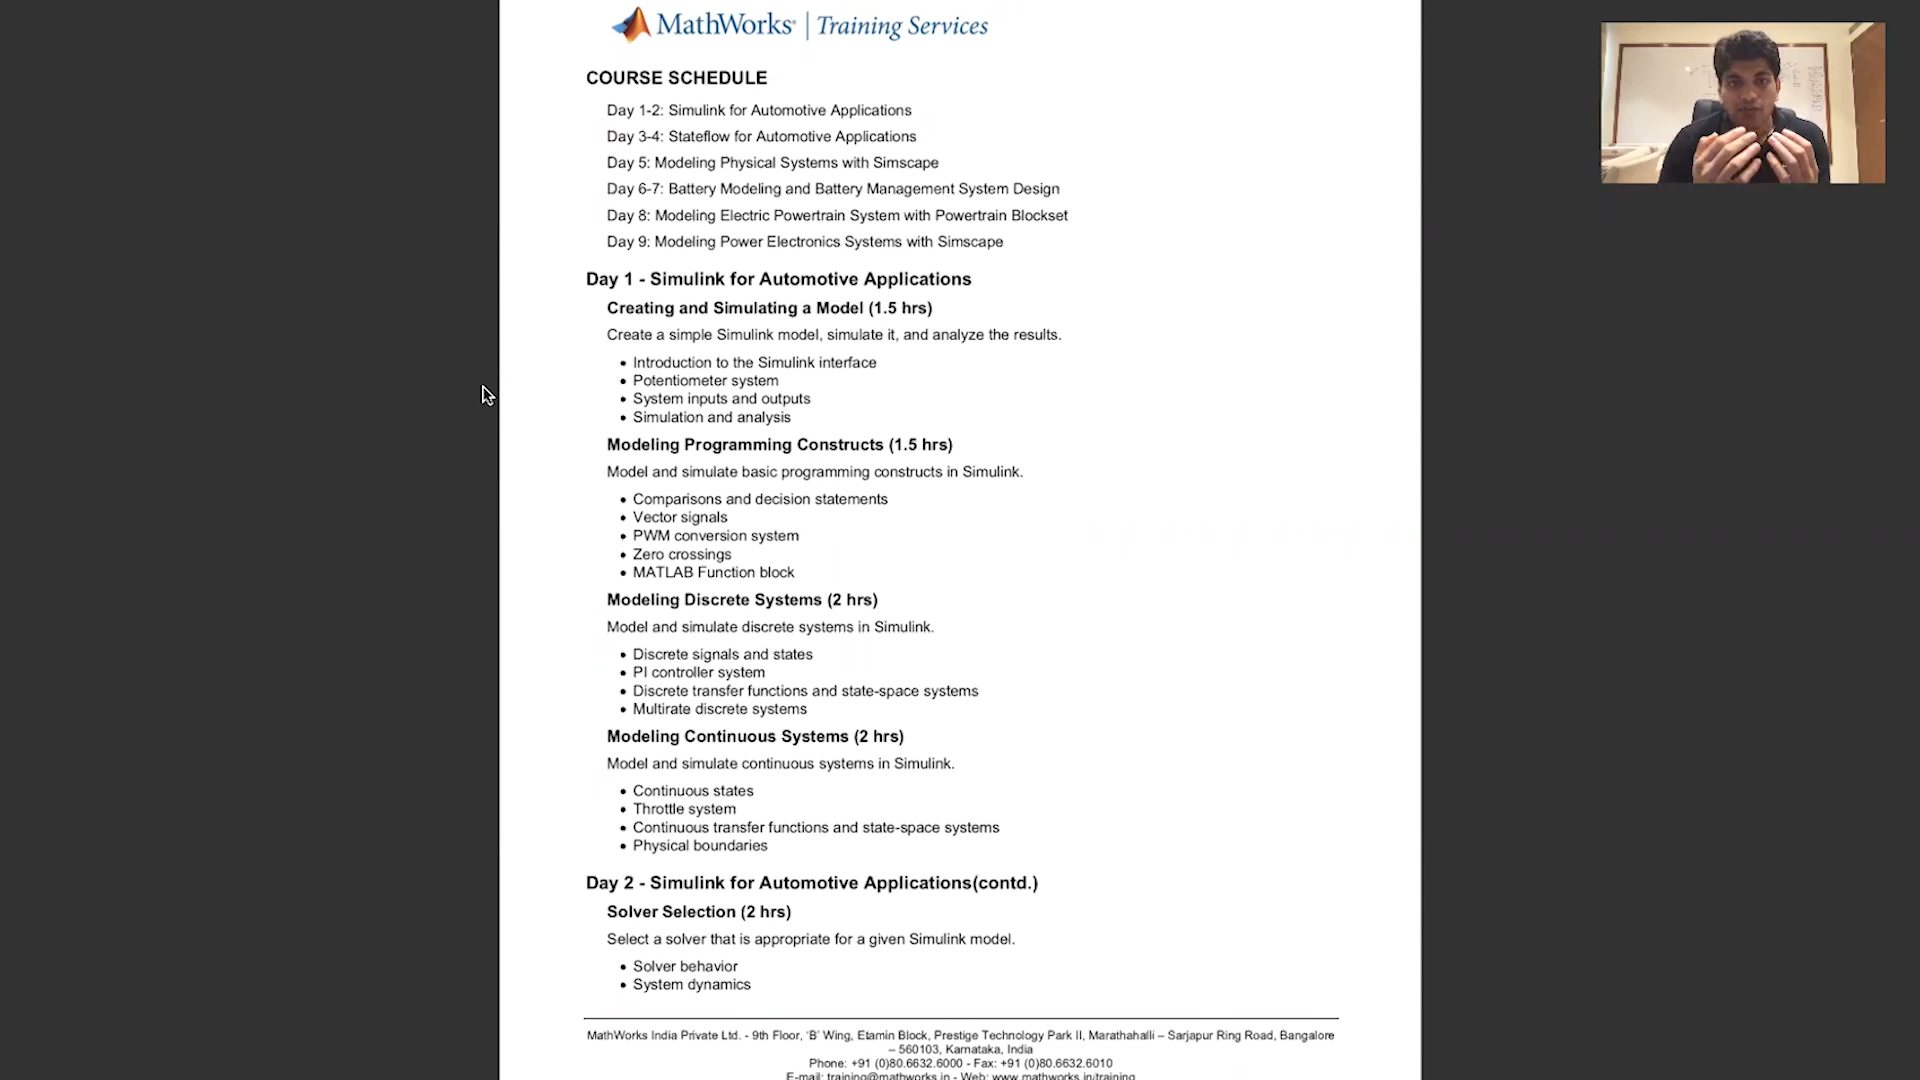 MathWorks® | Training Services
COURSE SCHEDULE
Day 1-2: Simulink for Automotive Applications
Day 3-4: Stateflow for Automotive Applications
Day 5: Modeling Physical Systems with Simscape
Day 6-7: Battery Modeling and Battery Management System Design
Day 8: Modeling Electric Powertrain System with Powertrain Blockset
Day 9: Modeling Power Electronics Systems with Simscape
Day 1 - Simulink for Automotive Applications
Creating and Simulating a Model (1.5 hrs)
Create a simple Simulink model, simulate it, and analyze the results.
• Introduction to the Simulink interface
• Potentiometer system
• System inputs and outputs
• Simulation and analysis
Modeling Programming Constructs (1.5 hrs)
Model and simulate basic programming constructs in Simulink.
• Comparisons and decision statements
• Vector signals
• PWM conversion system
• Zero crossings
• MATLAB Function block
Modeling Discrete Systems (2 hrs)
Model and simulate discrete systems in Simulink.
• Discrete signals and states
• PI controller system
• Discrete transfer functions and state-space systems
• Multirate discrete systems
Modeling Continuous Systems (2 hrs)
Model and simulate continuous systems in Simulink.
• Continuous states
• Throttle system
• Continuous transfer functions and state-space systems
• Physical boundaries
Day 2 - Simulink for Automotive Applications(contd.)
Solver Selection (2 hrs)
Select a solver that is appropriate for a given Simulink model.
• Solver behavior
• System dynamics
MathWorks India Private Ltd. - 9th Floor, ‘B’ Wing, Etamin Block, Prestige Technology Park II, Marathahalli – Sarjapur Ring Road, Bangalore
– 560103, Karnataka, India
Phone: +91 (0)80.6632.6000 - Fax: +91 (0)80.6632.6010
E-mail: training@mathworks.in - Web: www.mathworks.in/training